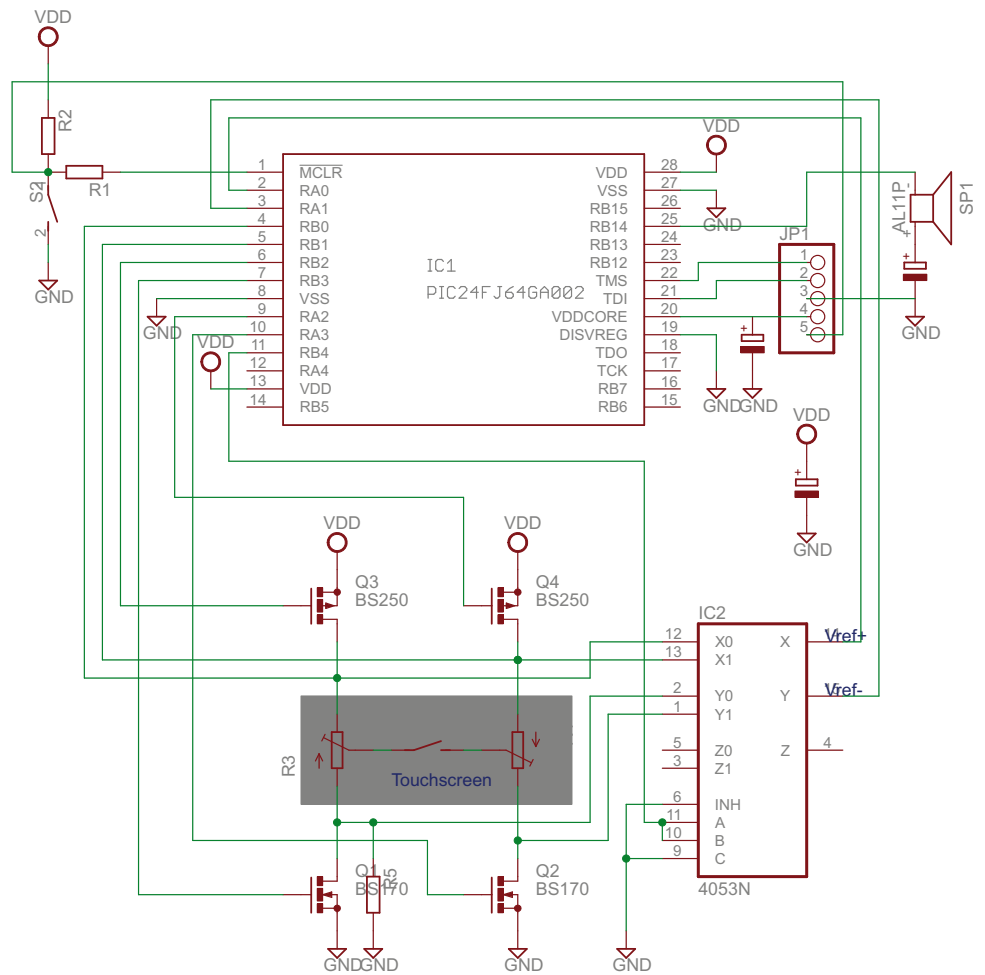 VDD
R2
S2
1
2
R1
GND
1 MCLR
2 RA0
3 RA1
4 RB0
5 RB1
6 RB2
7 RB3
8 VSS
9 RA2
10 RA3
11 RB4
12 RA4
13 VDD
14 RB5
GND
VDD
IC1
PIC24FJ64GA002
VDD 28
VSS 27
RB15 26
RB14 25
RB13 24
RB12 23
TMS 22
TDI 21
VDDCORE 20
DISVREG 19
TDO 18
TCK 17
RB7 16
RB6 15
VDD
GND
JP1
1
2
3
4
5
AL11P
-
+
SP1
+
GND
+
GND
GND
VDD
+
GND
VDD
VDD
Q3
BS250
Q4
BS250
R3
Touchscreen
Q1
BS170
R5
Q2
BS170
GND
GND
GND
GND
IC2
12 X0
13 X1
2 Y0
1 Y1
5 Z0
3 Z1
6 INH
11 A
10 B
9 C
X
Vref+
Y
Vref-
Z 4
4053N